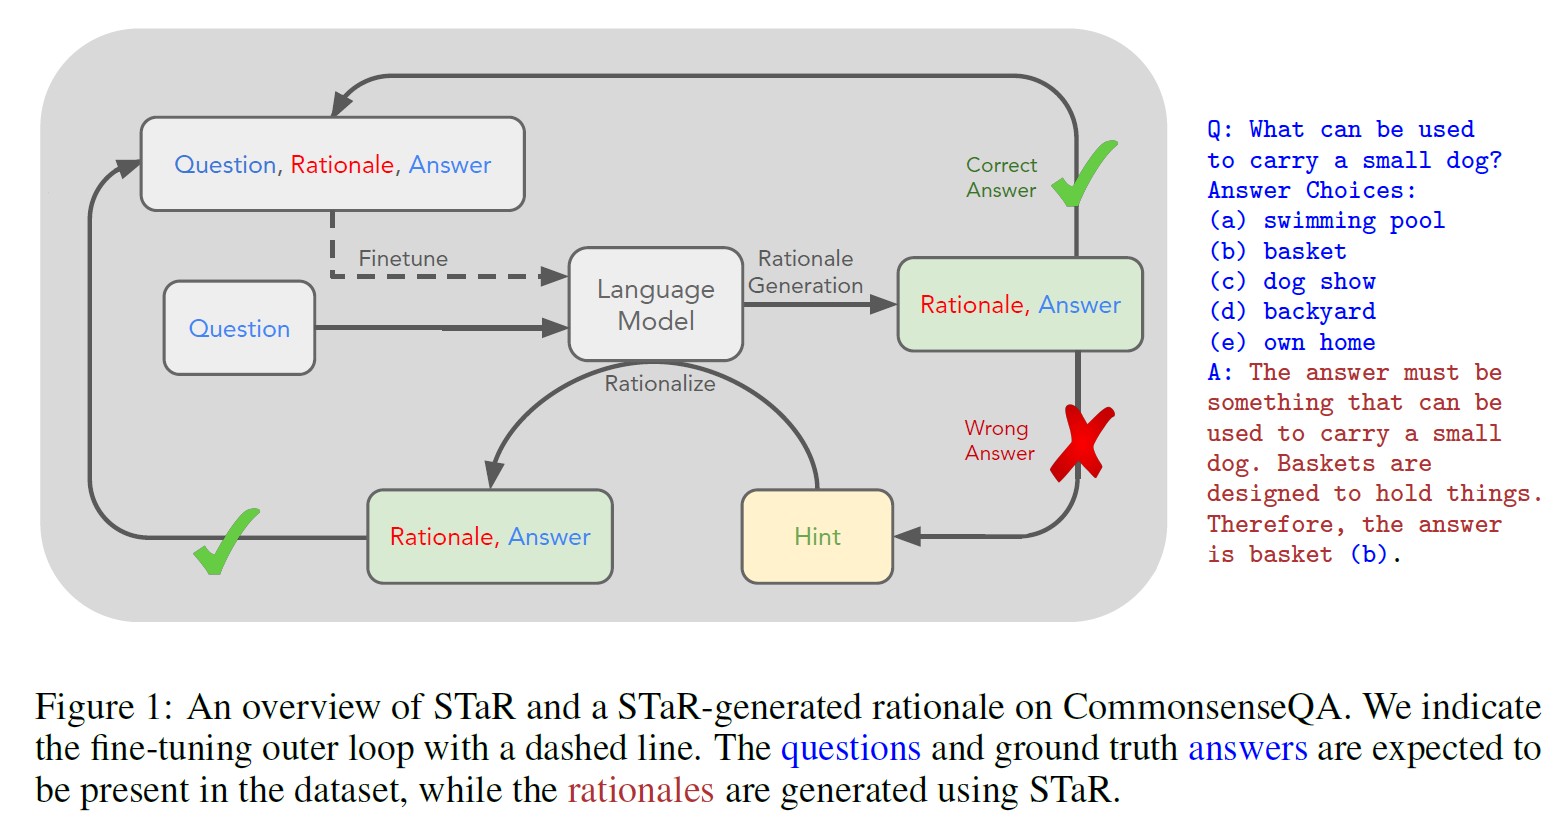 Question, Rationale, Answer
Finetune
Question
Language
Model
Rationale
Generation
Rationale, Answer
Correct
Answer
Wrong
Answer
Rationalize
Rationale, Answer
Hint
Q: What can be used
to carry a small dog?
Answer Choices:
(a) swimming pool
(b) basket
(c) dog show
(d) backyard
(e) own home
A: The answer must be
something that can be
used to carry a small
dog. Baskets are
designed to hold things.
Therefore, the answer
is basket (b).
Figure 1: An overview of STaR and a STaR-generated rationale on CommonsenseQA. We indicate
the fine-tuning outer loop with a dashed line. The questions and ground truth answers are expected to
be present in the dataset, while the rationales are generated using STaR.